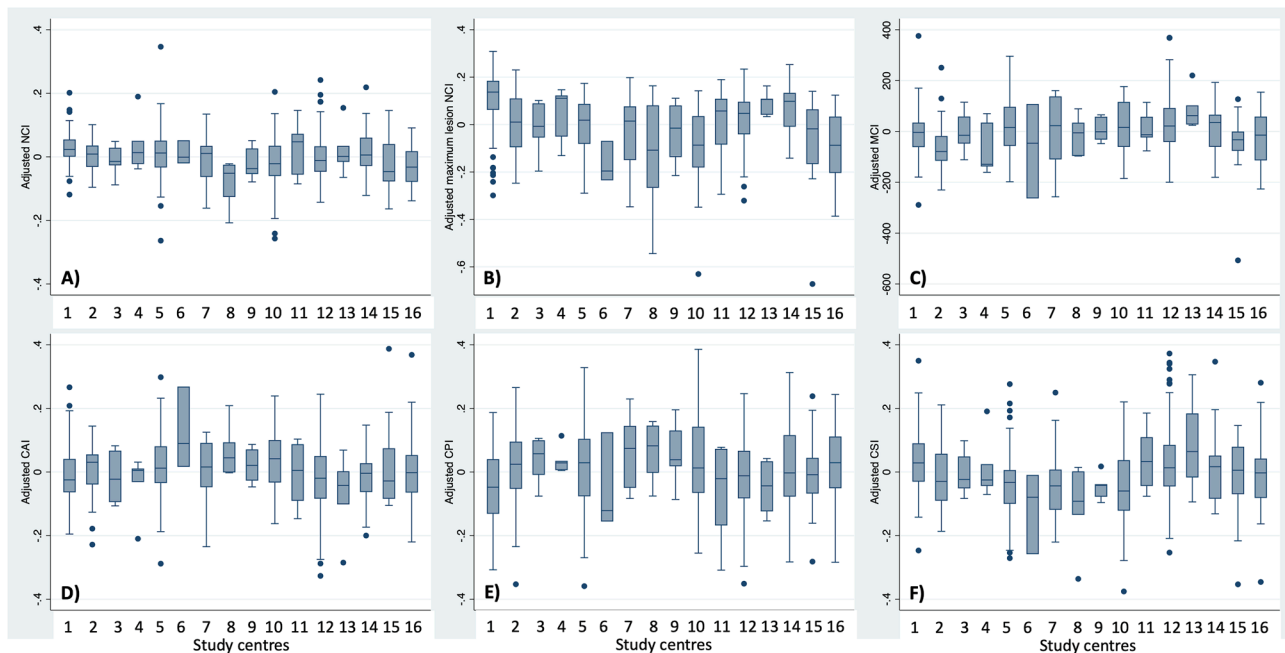 Adjusted NCI
.4
.2
0
-.2
-.4
A)
1 2 3 4 5 6 7 8 9 10 11 12 13 14 15 16
Adjusted maximum lesion NCI
.4
.2
0
-.2
-.4
-.6
B)
1 2 3 4 5 6 7 8 9 10 11 12 13 14 15 16
Adjusted MCI
400
200
0
-200
-400
-600
C)
1 2 3 4 5 6 7 8 9 10 11 12 13 14 15 16
Adjusted CAI
.4
.2
0
-.2
-.4
D)
1 2 3 4 5 6 7 8 9 10 11 12 13 14 15 16
Study centres
Adjusted CPI
.4
.2
0
-.2
-.4
E)
1 2 3 4 5 6 7 8 9 10 11 12 13 14 15 16
Study centres
Adjusted CSI
.4
.2
0
-.2
-.4
F)
1 2 3 4 5 6 7 8 9 10 11 12 13 14 15 16
Study centres